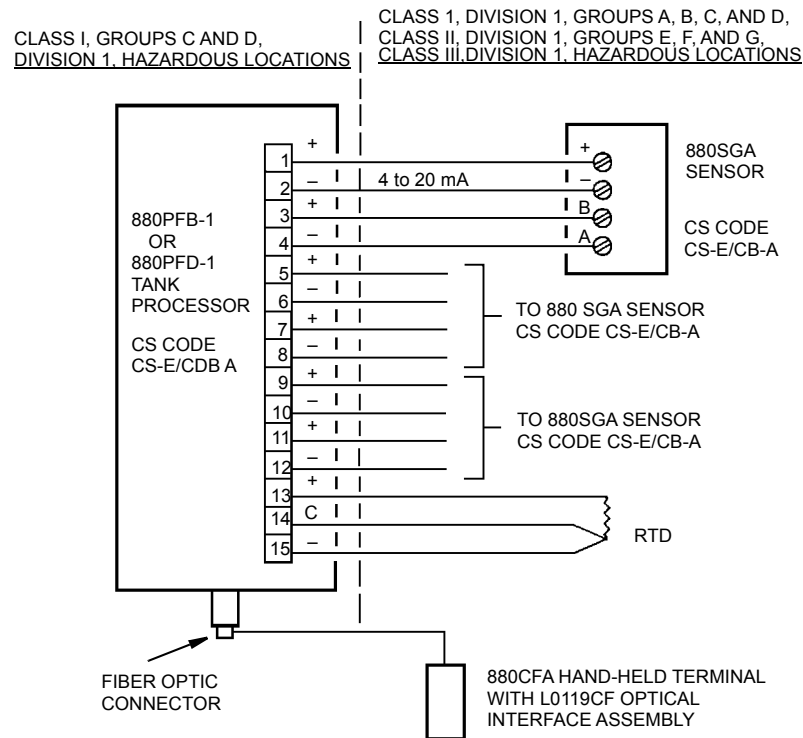 CLASS I, GROUPS C AND D,
DIVISION 1, HAZARDOUS LOCATIONS
CLASS 1, DIVISION 1, GROUPS A, B, C, AND D,
CLASS II, DIVISION 1, GROUPS E, F, AND G,
CLASS III,DIVISION 1, HAZARDOUS LOCATIONS
880PFB-1
OR
880PFD-1
TANK
PROCESSOR
CS CODE
CS-E/CDB A
1 +
2 –
3 +
4 –
5 +
6 –
7 +
8 –
9 +
10 –
11 +
12 –
13 +
14 C
15 –
4 to 20 mA
+
–
B
A
880SGA
SENSOR
CS CODE
CS-E/CB-A
TO 880 SGA SENSOR
CS CODE CS-E/CB-A
TO 880SGA SENSOR
CS CODE CS-E/CB-A
RTD
FIBER OPTIC
CONNECTOR
880CFA HAND-HELD TERMINAL
WITH L0119CF OPTICAL
INTERFACE ASSEMBLY